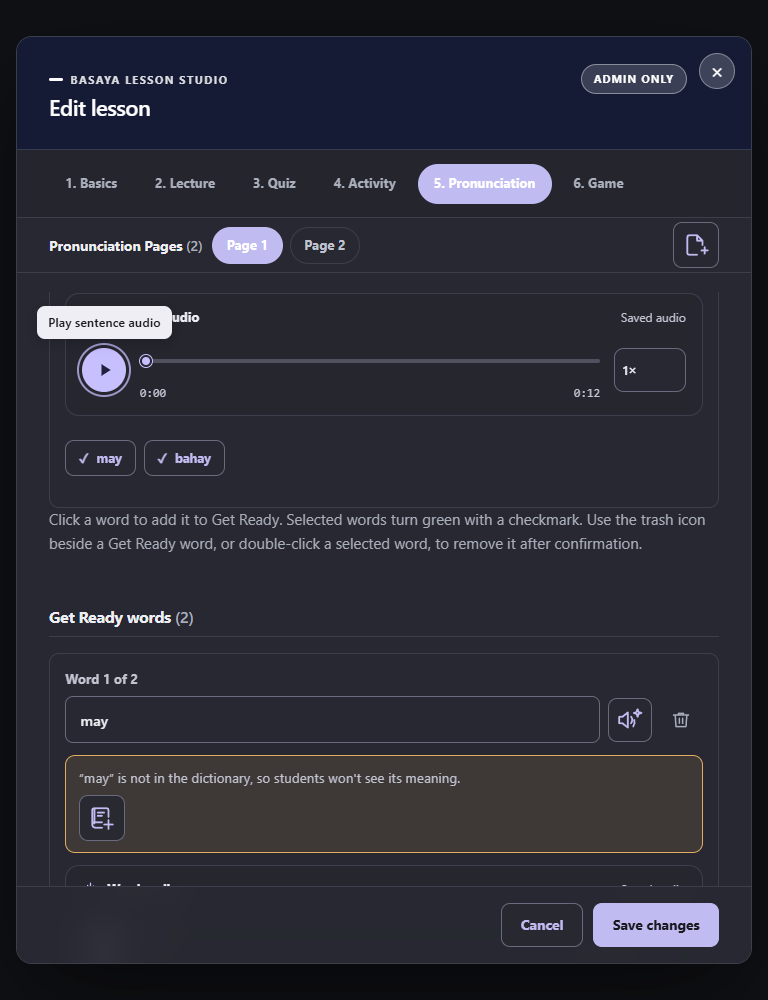 BASAYA LESSON STUDIO
Edit lesson
ADMIN ONLY
1. Basics
2. Lecture
3. Quiz
4. Activity
5. Pronunciation
6. Game
Pronunciation Pages (2)
Page 1
Page 2
Play sentence audio
udio
Saved audio
1×
0:00
0:12
✓ may
✓ bahay
Click a word to add it to Get Ready. Selected words turn green with a checkmark. Use the trash icon
beside a Get Ready word, or double-click a selected word, to remove it after confirmation.
Get Ready words (2)
Word 1 of 2
may
“may” is not in the dictionary, so students won't see its meaning.
Cancel
Save changes